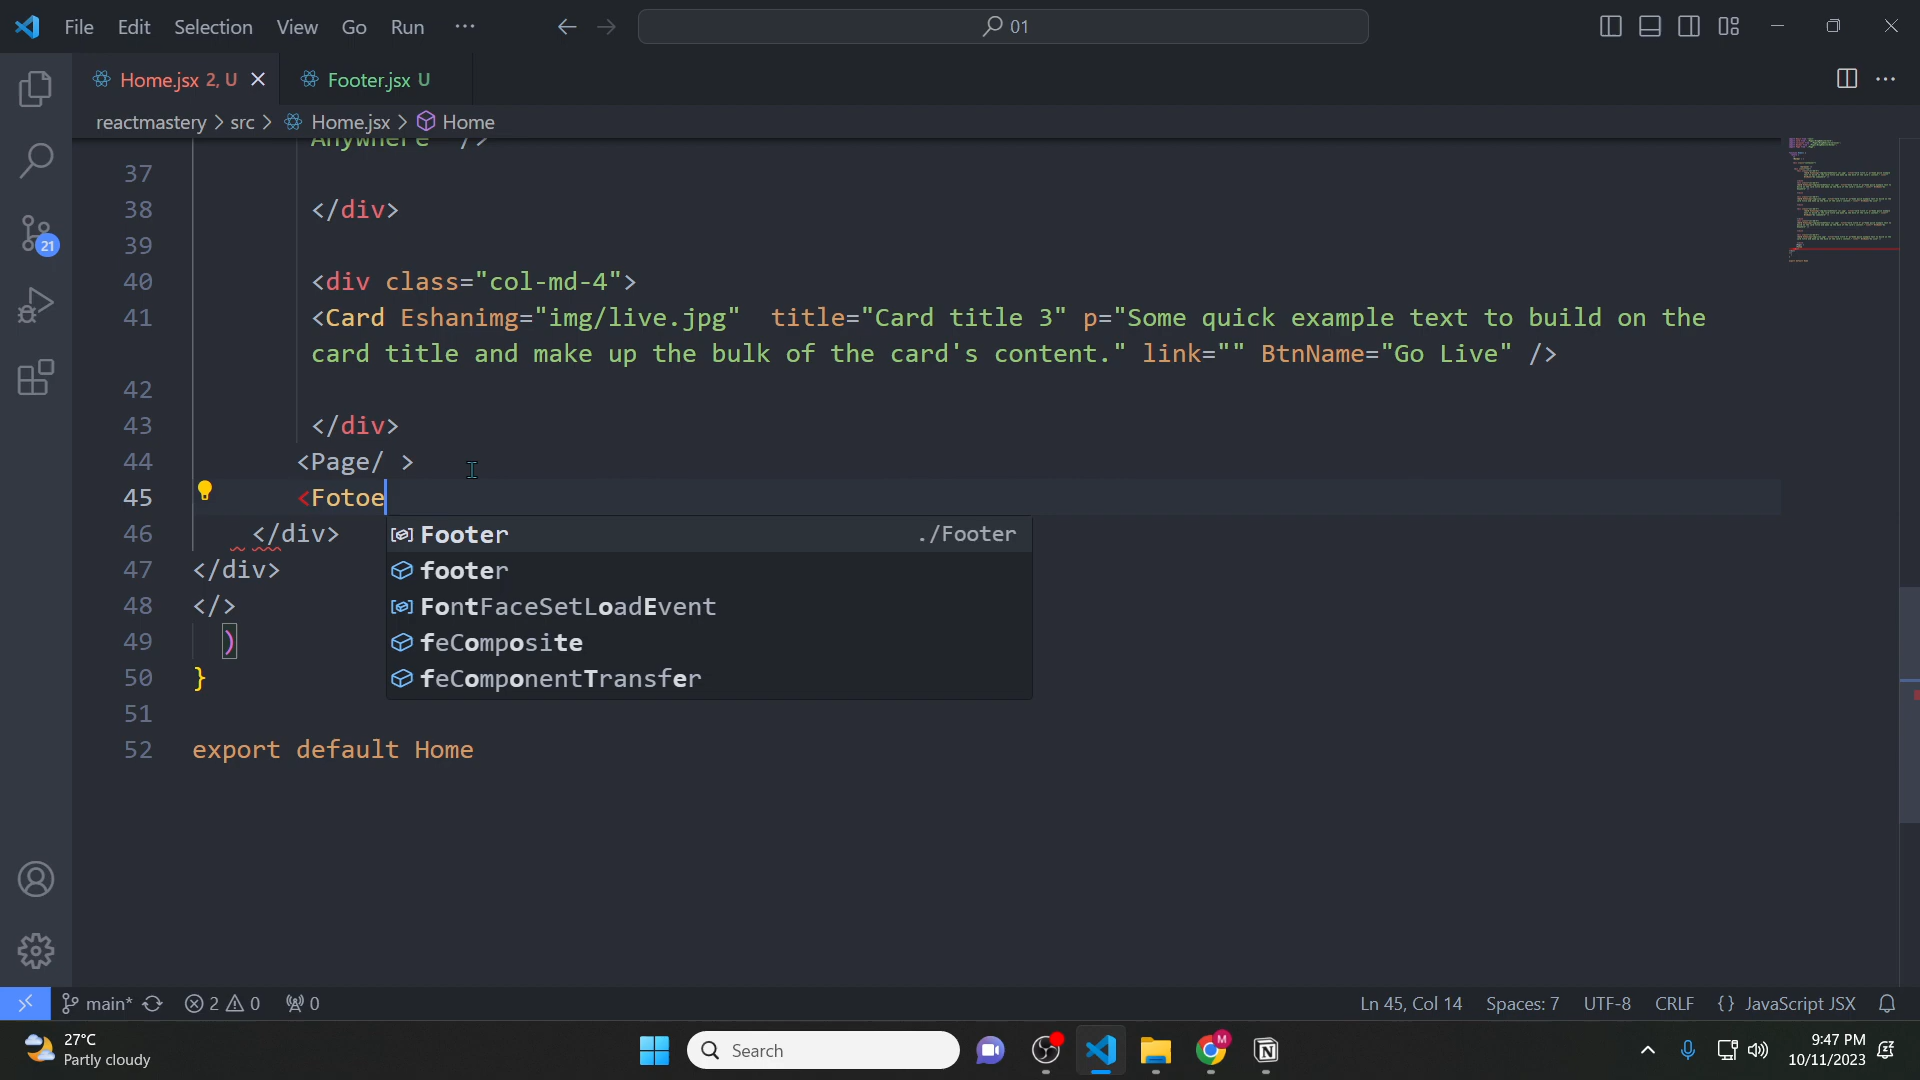 File Edit Selection View Go Run ··· 01
Home.jsx 2, U Footer.jsx U
reactmastery > src > Home.jsx > Home
Anywhere" />
37
38 </div>
39
40 <div class="col-md-4">
41 <Card Eshanimg="img/live.jpg"  title="Card title 3" p="Some quick example text to build on the
card title and make up the bulk of the card's content." link="" BtnName="Go Live" />
42
43 </div>
44 <Page/ >
45 <Fotoe
Footer ./Footer
46 </div>
footer
47 </div>
48 </>
FontFaceSetLoadEvent
49 )
feComposite
50 }
feComponentTransfer
51
52 export default Home
21
main* 2 0 0 Ln 45, Col 14 Spaces: 7 UTF-8 CRLF {} JavaScript JSX
27°C
Partly cloudy
Search
M
9:47 PM
10/11/2023